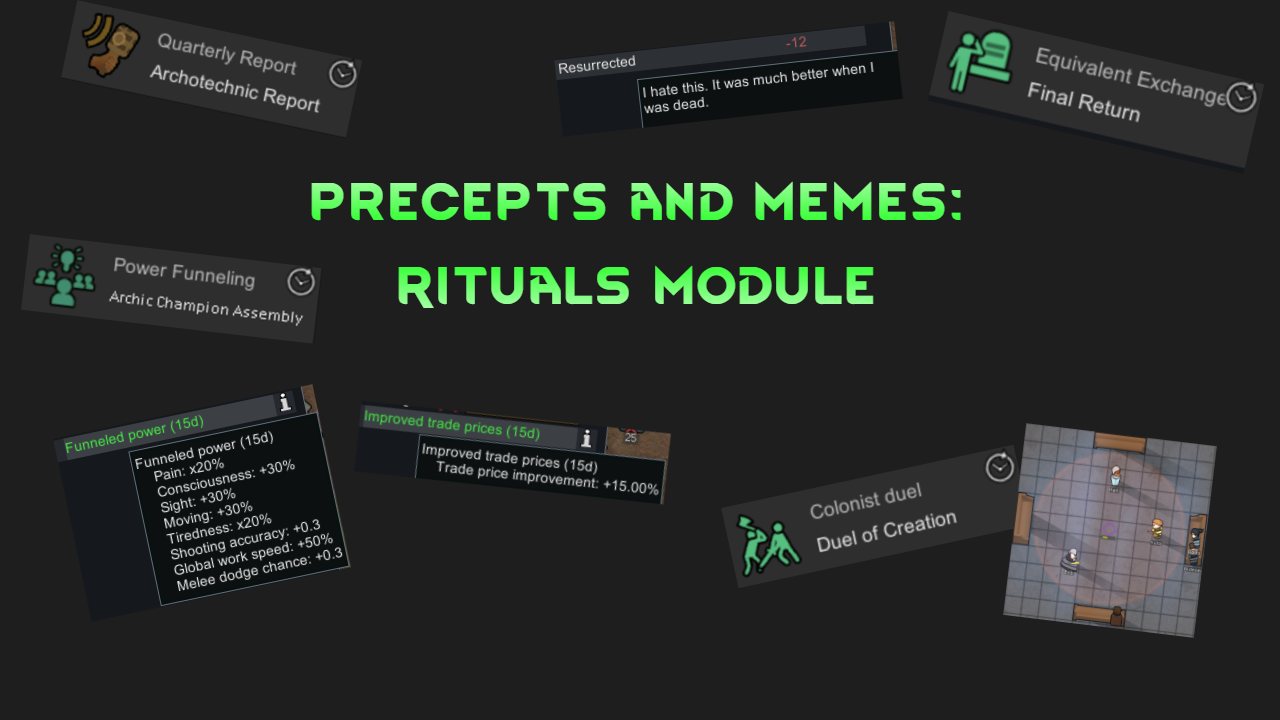 Quarterly Report
Archotechnic Report
Resurrected -12
I hate this. It was much better when I
was dead.
Equivalent Exchange
Final Return
PRECEPTS AND MEMES:
RITUALS MODULE
Power Funneling
Archic Champion Assembly
Funneled power (15d)
Funneled power (15d)
Pain: x20%
Consciousness: +30%
Sight: +30%
Moving: +30%
Tiredness: x20%
Shooting accuracy: +0.3
Global work speed: +50%
Melee dodge chance: +0.3
Improved trade prices (15d)
25
Improved trade prices (15d)
Trade price improvement: +15.00%
Colonist duel
Duel of Creation